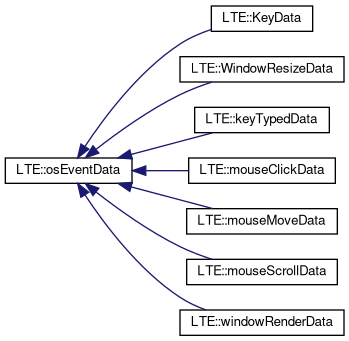 LTE::KeyData
LTE::WindowResizeData
LTE::keyTypedData
LTE::osEventData
LTE::mouseClickData
LTE::mouseMoveData
LTE::mouseScrollData
LTE::windowRenderData